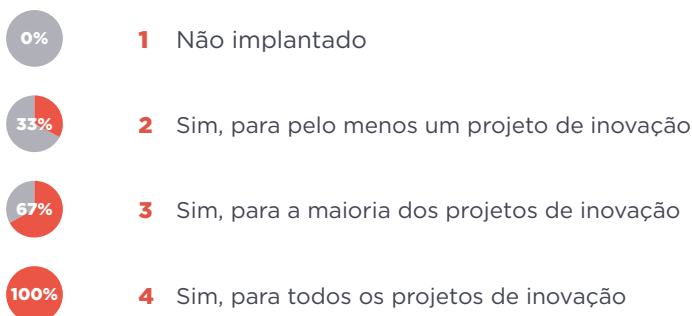 0% 1 Não implantado
33% 2 Sim, para pelo menos um projeto de inovação
67% 3 Sim, para a maioria dos projetos de inovação
100% 4 Sim, para todos os projetos de inovação